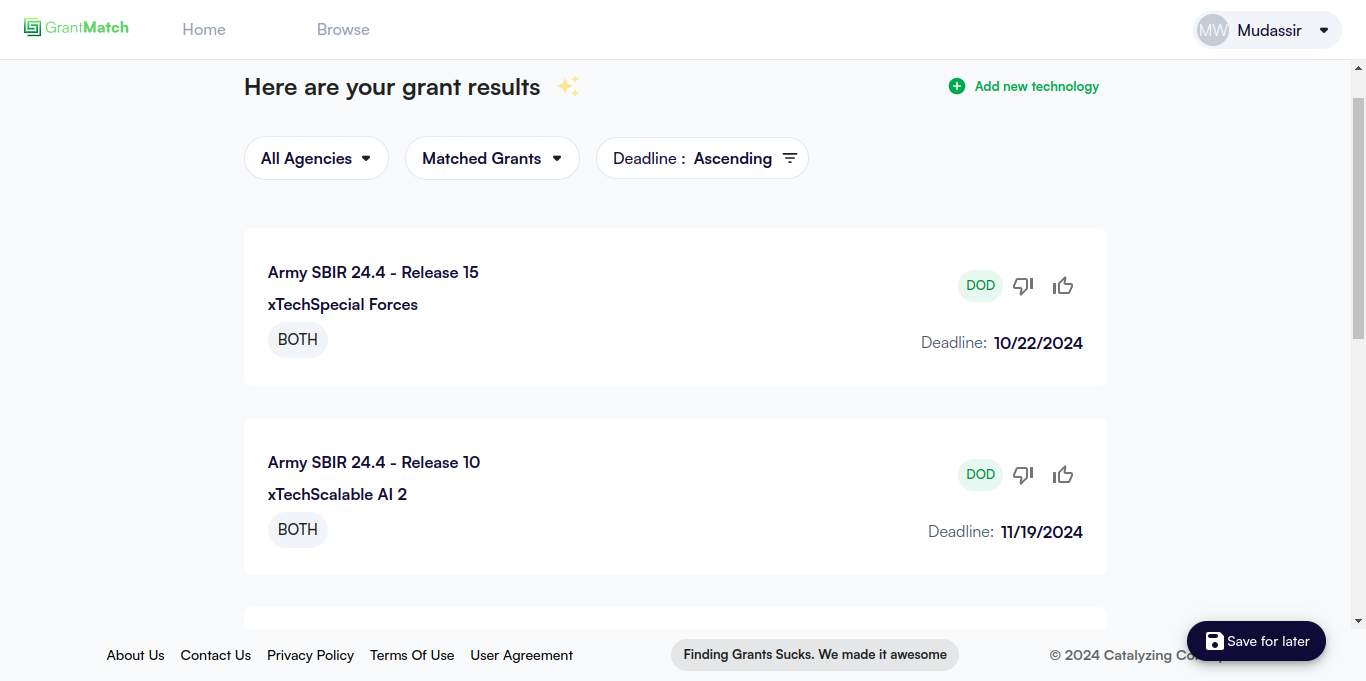 GrantMatch
Home
Browse
MW
Mudassir
Here are your grant results
Add new technology
All Agencies
Matched Grants
Deadline : Ascending
Army SBIR 24.4 - Release 15
xTechSpecial Forces
BOTH
DOD
Deadline: 10/22/2024
Army SBIR 24.4 - Release 10
xTechScalable AI 2
BOTH
DOD
Deadline: 11/19/2024
About Us
Contact Us
Privacy Policy
Terms Of Use
User Agreement
Finding Grants Sucks. We made it awesome
© 2024 Catalyzing
Save for later